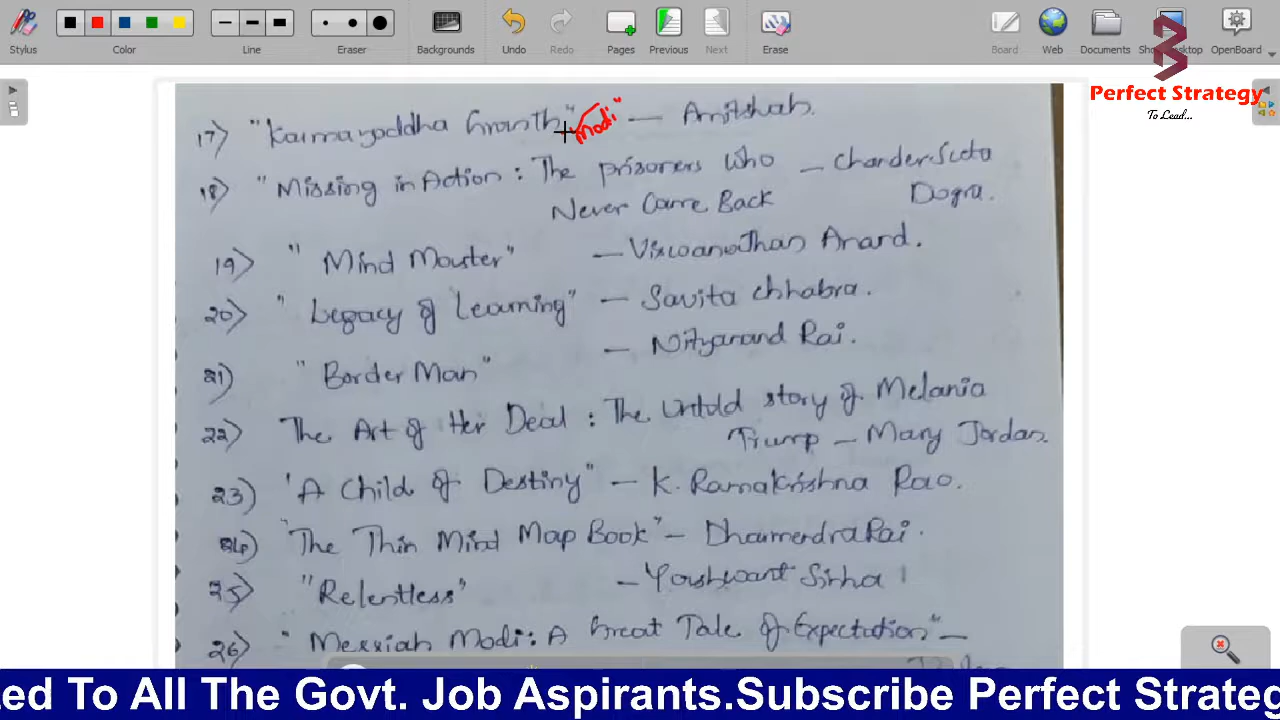 Stylus Color Line Eraser Backgrounds Undo Redo Pages Previous Next Erase Board Web Documents Show Desktop OpenBoard
3
Perfect Strategy
To Lead...
17) "Karmayoddha Granth" Modi" — Amitshah.
18) "Missing in Action : The prisoners who — Chander Suta
Never Came Back Dogra.
19) "Mind Master" — Viswanathan Anard.
20) "Legacy of Learning" — Savita Chhabra.
21) "Border Man" — Nityanand Rai.
22) The Art of Her Deal : The Untold story of Melania
Trump — Mary Jordan.
23) 'A Child of Destiny" — K. Ramakrishna Rao.
24) "The Thin Mind Map Book" — Dharmendra Rai.
25) "Relentless" — Yashwant Sinha
26) " Messiah Modi : A Great Tale of Expectation" —
ed To All The Govt. Job Aspirants.Subscribe Perfect Strateg